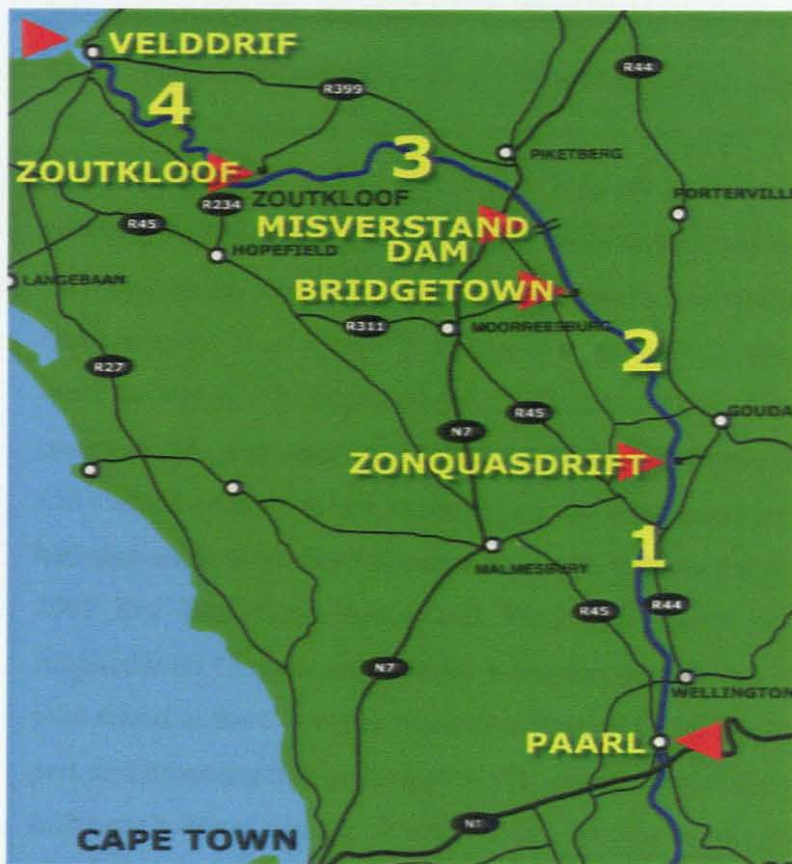 VELDDRIF
R44
R399
4
3
PIKETBERG
ZOUTKLOOF
ZOUTKLOOF
PORTERVILLE
R234
R45
MISVERSTAND
DAM
HOPEFIELD
LANGEBAAN
BRIDGETOWN
R311
MOORREESBURG
2
R27
R45
GOUDA
N7
ZONQUASDRIFT
1
MALMESBURY
R45
R44
N7
WELLINGTON
PAARL
N1
CAPE TOWN